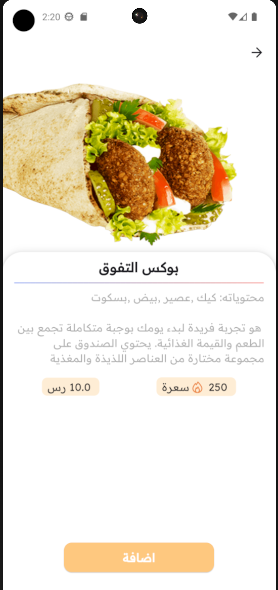 2:20
بوكس التفوق
محتوياته: كيك ,عصير ,بيض ,بسكوت
هو تجربة فريدة لبدء يومك بوجبة متكاملة تجمع بين
الطعم والقيمة الغذائية. يحتوي الصندوق على
مجموعة مختارة من العناصر اللذيذة والمغذية
250 سعرة
10.0 رس
اضافة